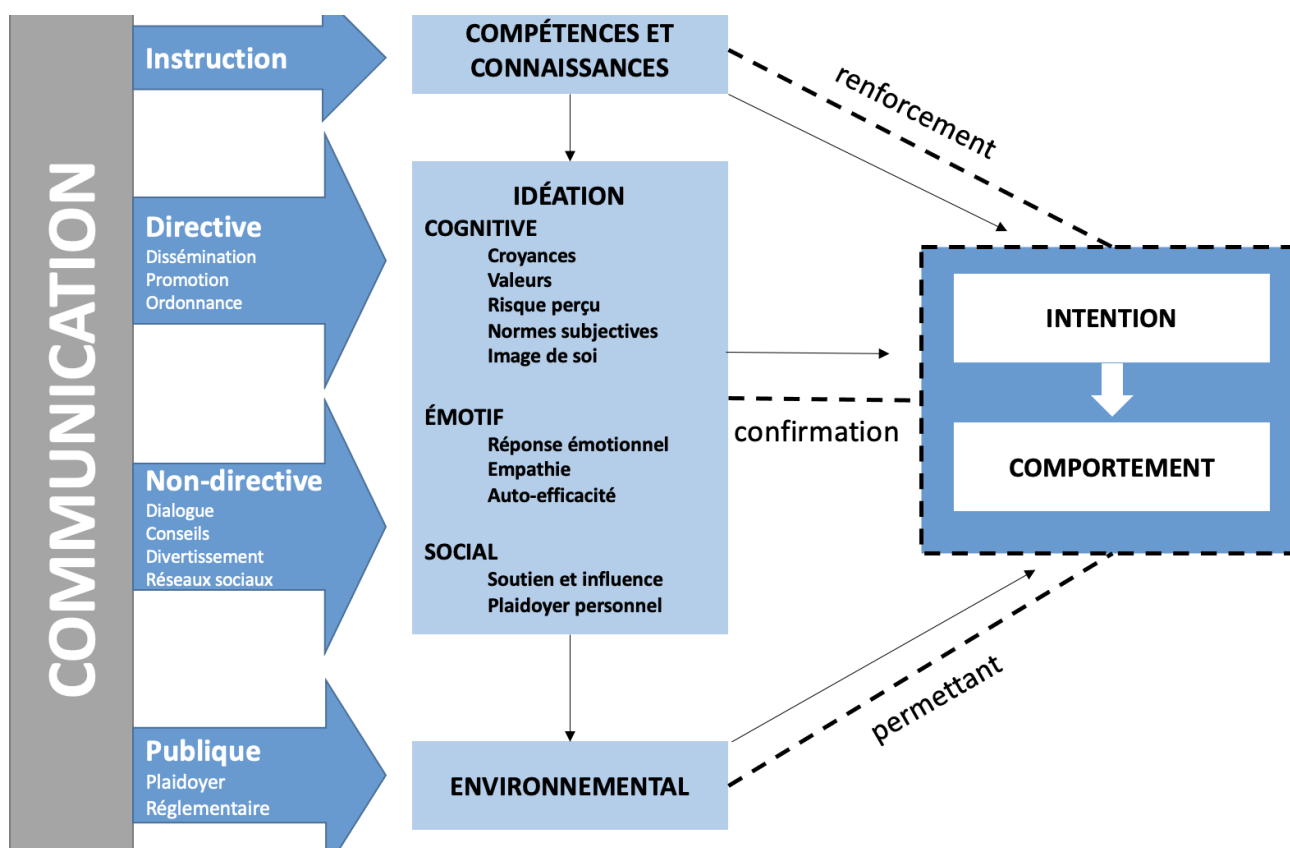 COMMUNICATION
Instruction
Directive
Dissémination
Promotion
Ordonnance
Non-directive
Dialogue
Conseils
Divertissement
Réseaux sociaux
Publique
Plaidoyer
Réglementaire
COMPÉTENCES ET
CONNAISSANCES
IDÉATION
COGNITIVE
Croyances
Valeurs
Risque perçu
Normes subjectives
Image de soi
ÉMOTIF
Réponse émotionnel
Empathie
Auto-efficacité
SOCIAL
Soutien et influence
Plaidoyer personnel
ENVIRONNEMENTAL
renforcement
confirmation
permettant
INTENTION
COMPORTEMENT